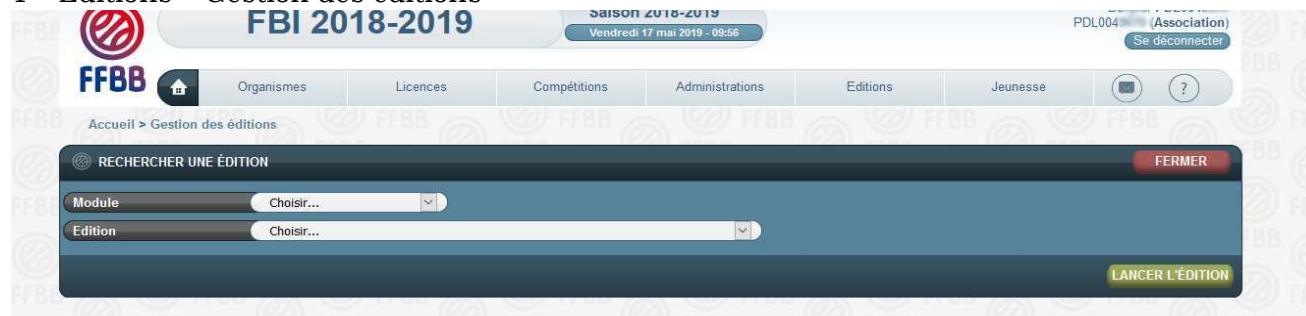 FBI 2018-2019
Saison 2018-2019
Vendredi 17 mai 2019 - 09:56
PDL004 (Association)
Se déconnecter
FFBB
Organismes Licences Compétitions Administrations Editions Jeunesse ?
Accueil > Gestion des éditions
RECHERCHER UNE ÉDITION FERMER
Module Choisir...
Edition Choisir...
LANCER L'ÉDITION